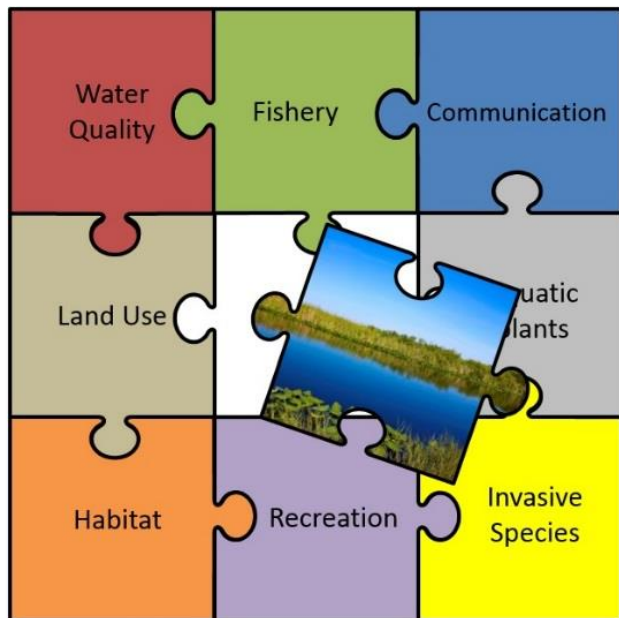 Water
Quality
Fishery
Communication
Land Use
uatic
lants
Habitat
Recreation
Invasive
Species